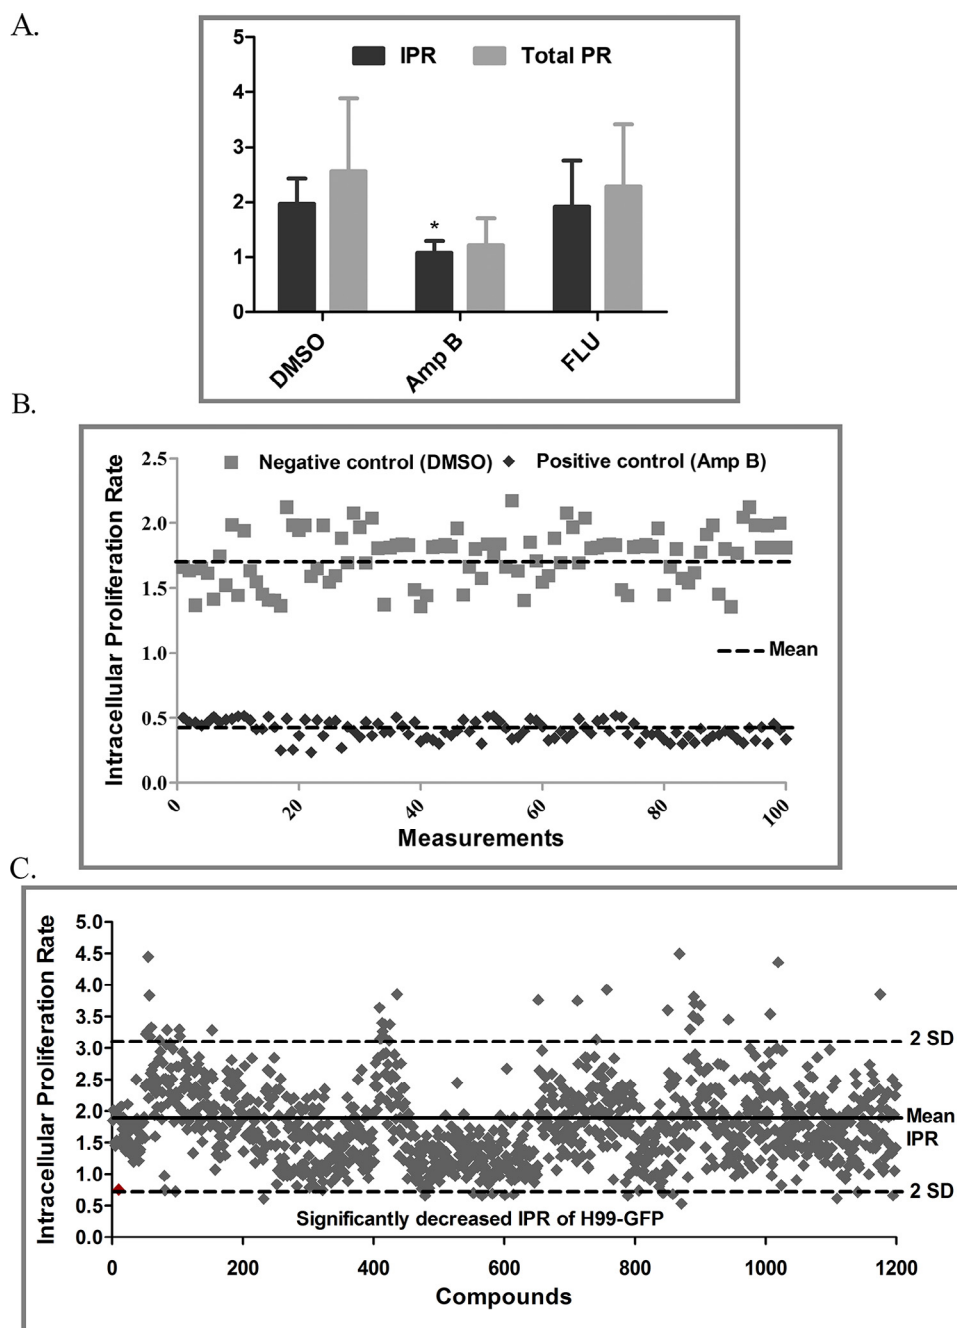 A.
IPR Total PR
5
4
3
2
*
1
0
DMSO Amp B FLU
B.
Negative control (DMSO) Positive control (Amp B)
Intracellular Proliferation Rate
2.5
2.0
1.5
1.0
Mean
0.5
0.0
0 20 40 60 80 100
Measurements
C.
Intracellular Proliferation Rate
5.0
4.5
4.0
3.5
2 SD
3.0
2.5
2.0
Mean
IPR
1.5
1.0
2 SD
0.5
Significantly decreased IPR of H99-GFP
0.0
0 200 400 600 800 1000 1200
Compounds